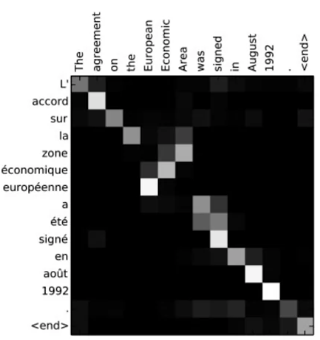 The
agreement
on
the
European
Economic
Area
was
signed
in
August
1992
.
<end>
L'
accord
sur
la
zone
économique
européenne
a
été
signé
en
août
1992
.
<end>